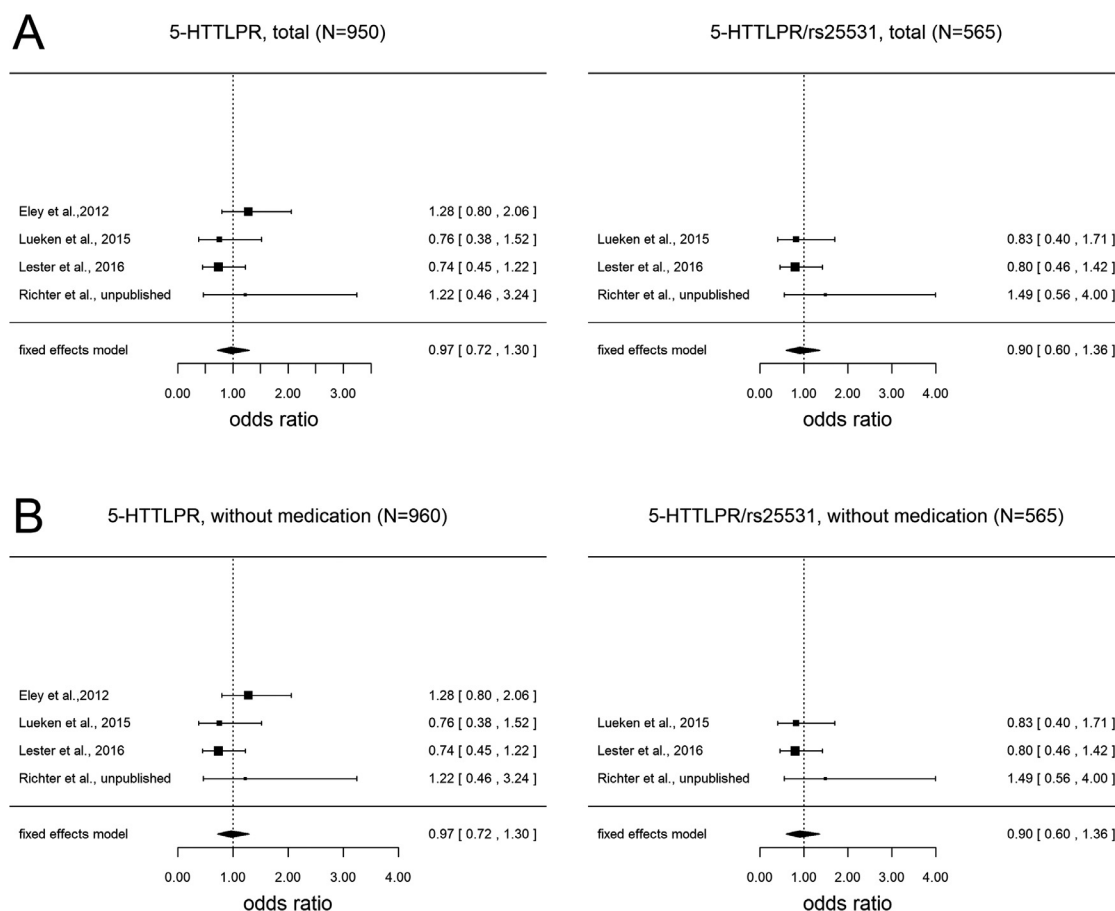 A
5-HTTLPR, total (N=950)
Eley et al.,2012 1.28 [ 0.80 , 2.06 ]
Lueken et al., 2015 0.76 [ 0.38 , 1.52 ]
Lester et al., 2016 0.74 [ 0.45 , 1.22 ]
Richter et al., unpublished 1.22 [ 0.46 , 3.24 ]
fixed effects model 0.97 [ 0.72 , 1.30 ]
0.00 1.00 2.00 3.00
odds ratio
5-HTTLPR/rs25531, total (N=565)
Lueken et al., 2015 0.83 [ 0.40 , 1.71 ]
Lester et al., 2016 0.80 [ 0.46 , 1.42 ]
Richter et al., unpublished 1.49 [ 0.56 , 4.00 ]
fixed effects model 0.90 [ 0.60 , 1.36 ]
0.00 1.00 2.00 3.00 4.00
odds ratio
B
5-HTTLPR, without medication (N=960)
Eley et al.,2012 1.28 [ 0.80 , 2.06 ]
Lueken et al., 2015 0.76 [ 0.38 , 1.52 ]
Lester et al., 2016 0.74 [ 0.45 , 1.22 ]
Richter et al., unpublished 1.22 [ 0.46 , 3.24 ]
fixed effects model 0.97 [ 0.72 , 1.30 ]
0.00 1.00 2.00 3.00 4.00
odds ratio
5-HTTLPR/rs25531, without medication (N=565)
Lueken et al., 2015 0.83 [ 0.40 , 1.71 ]
Lester et al., 2016 0.80 [ 0.46 , 1.42 ]
Richter et al., unpublished 1.49 [ 0.56 , 4.00 ]
fixed effects model 0.90 [ 0.60 , 1.36 ]
0.00 1.00 2.00 3.00 4.00
odds ratio